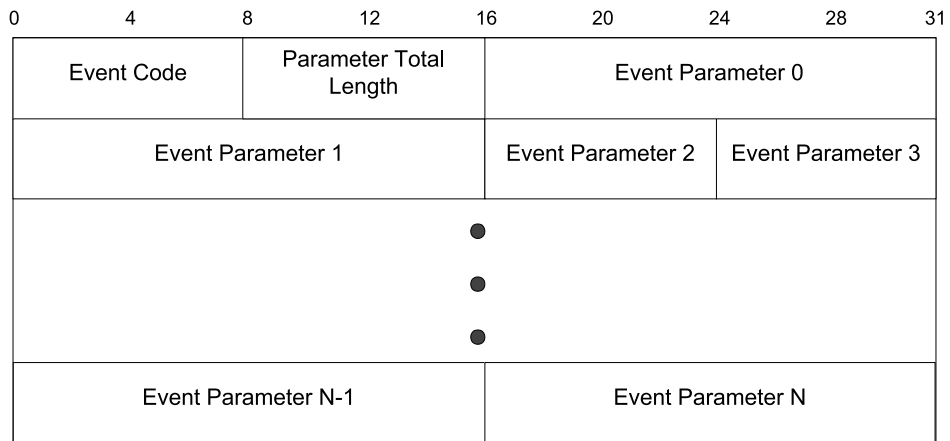 0 4 8 12 16 20 24 28 31
Event Code
Parameter Total
Length
Event Parameter 0
Event Parameter 1
Event Parameter 2
Event Parameter 3
Event Parameter N-1
Event Parameter N